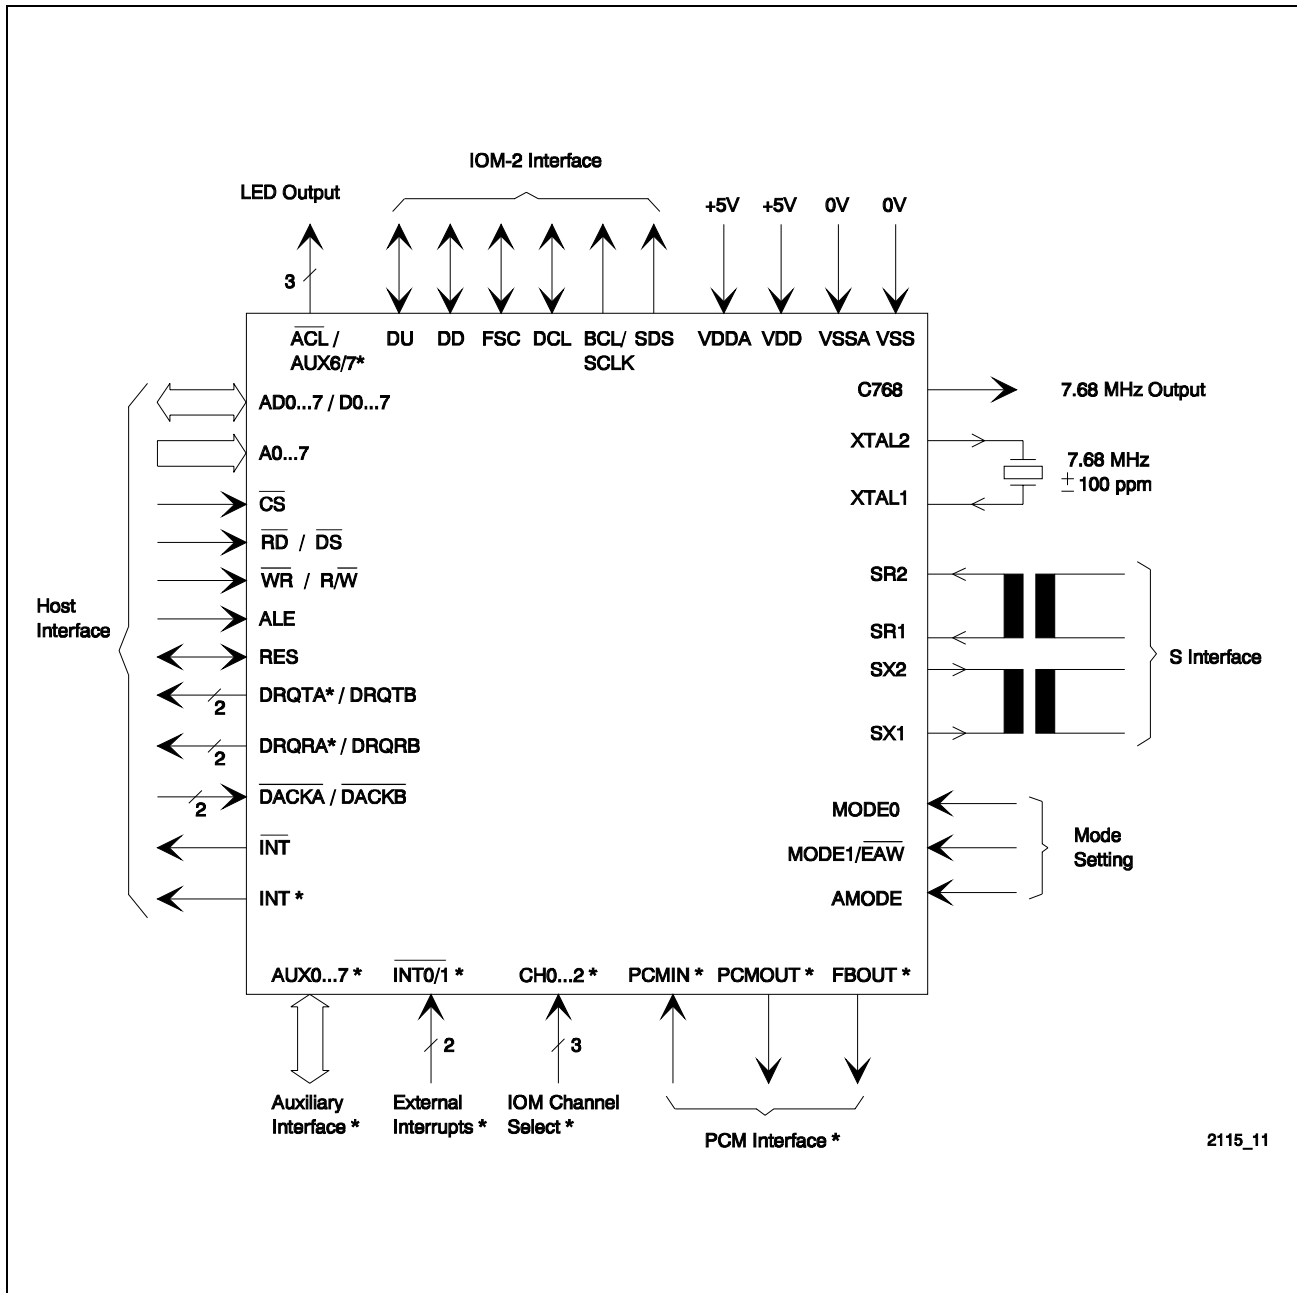 IOM-2 Interface
LED Output
+5V +5V 0V 0V
3
ACL / DU DD FSC DCL BCL/ SDS VDDA VDD VSSA VSS
AUX6/7* SCLK
C768 7.68 MHz Output
AD0...7 / D0...7
XTAL2
A0...7
7.68 MHz
± 100 ppm
XTAL1
CS
RD / DS
SR2
WR / R/W
Host
Interface
ALE
SR1
RES
S Interface
SX2
DRQTA* / DRQTB
2
SX1
DRQRA* / DRQRB
2
DACKA / DACKB
2
MODE0
Mode
Setting
INT
MODE1/EAW
INT *
AMODE
AUX0...7 * INT0/1 * CH0...2 * PCMIN * PCMOUT * FBOUT *
2 3
Auxiliary
Interface *
External
Interrupts *
IOM Channel
Select *
PCM Interface *
2115_11